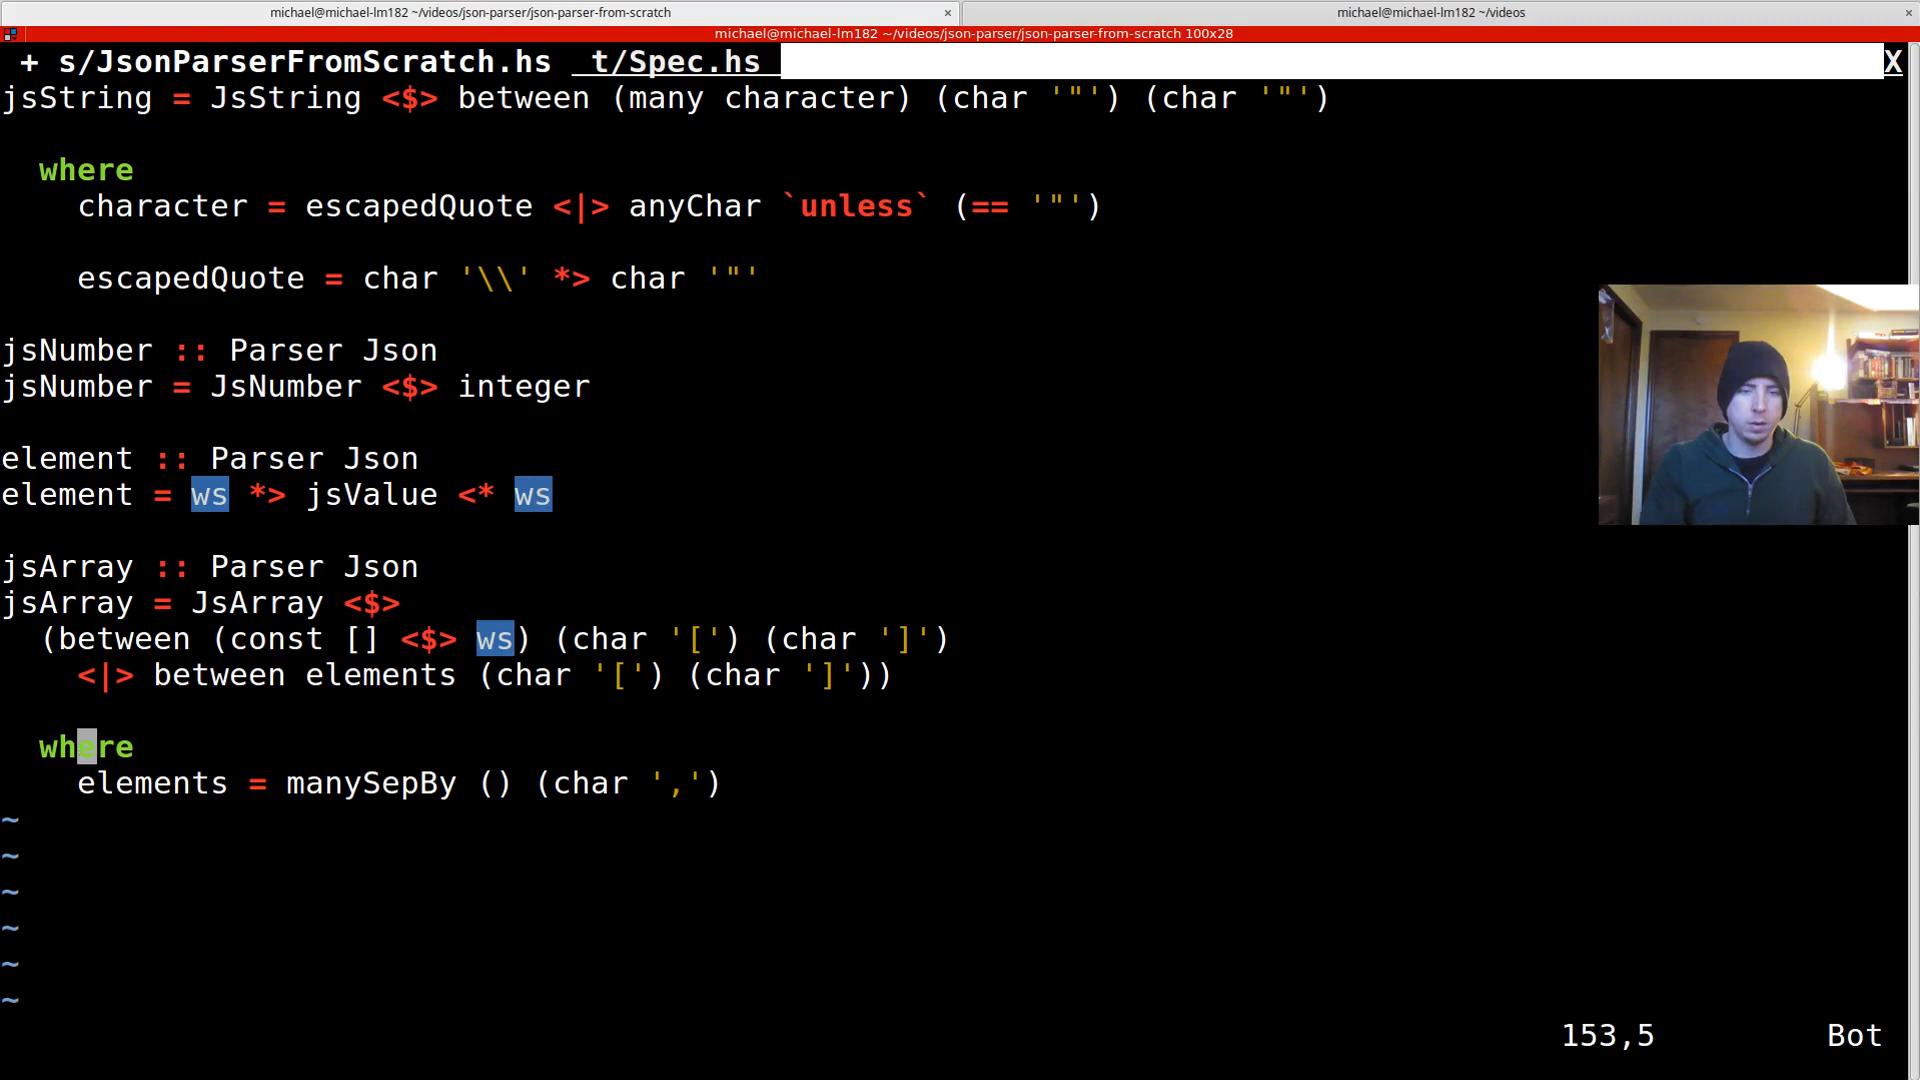 michael@michael-lm182 ~/videos/json-parser/json-parser-from-scratch × michael@michael-lm182 ~/videos ×
michael@michael-lm182 ~/videos/json-parser/json-parser-from-scratch 100x28
+ s/JsonParserFromScratch.hs t/Spec.hs X
jsString = JsString <$> between (many character) (char '"') (char '"')
where
character = escapedQuote <|> anyChar `unless` (== '"')
escapedQuote = char '\\' *> char '"'
jsNumber :: Parser Json
jsNumber = JsNumber <$> integer
element :: Parser Json
element = ws *> jsValue <* ws
jsArray :: Parser Json
jsArray = JsArray <$>
(between (const [] <$> ws) (char '[') (char ']')
<|> between elements (char '[') (char ']'))
where
elements = manySepBy () (char ',')
~
~
~
~
~
~
153,5 Bot